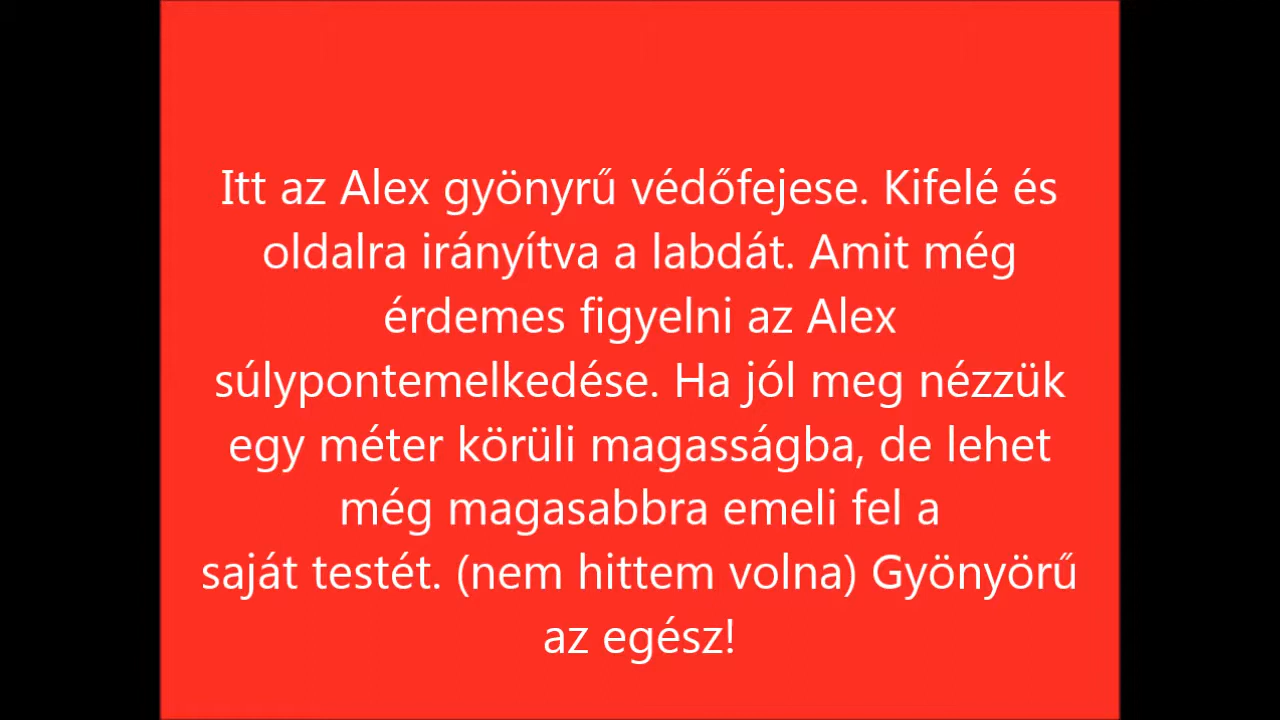 Itt az Alex gyönyrű védőfejese. Kifelé és
oldalra irányítva a labdát. Amit még
érdemes figyelni az Alex
súlypontemelkedése. Ha jól meg nézzük
egy méter körüli magasságba, de lehet
még magasabbra emeli fel a
saját testét. (nem hittem volna) Gyönyörű
az egész!